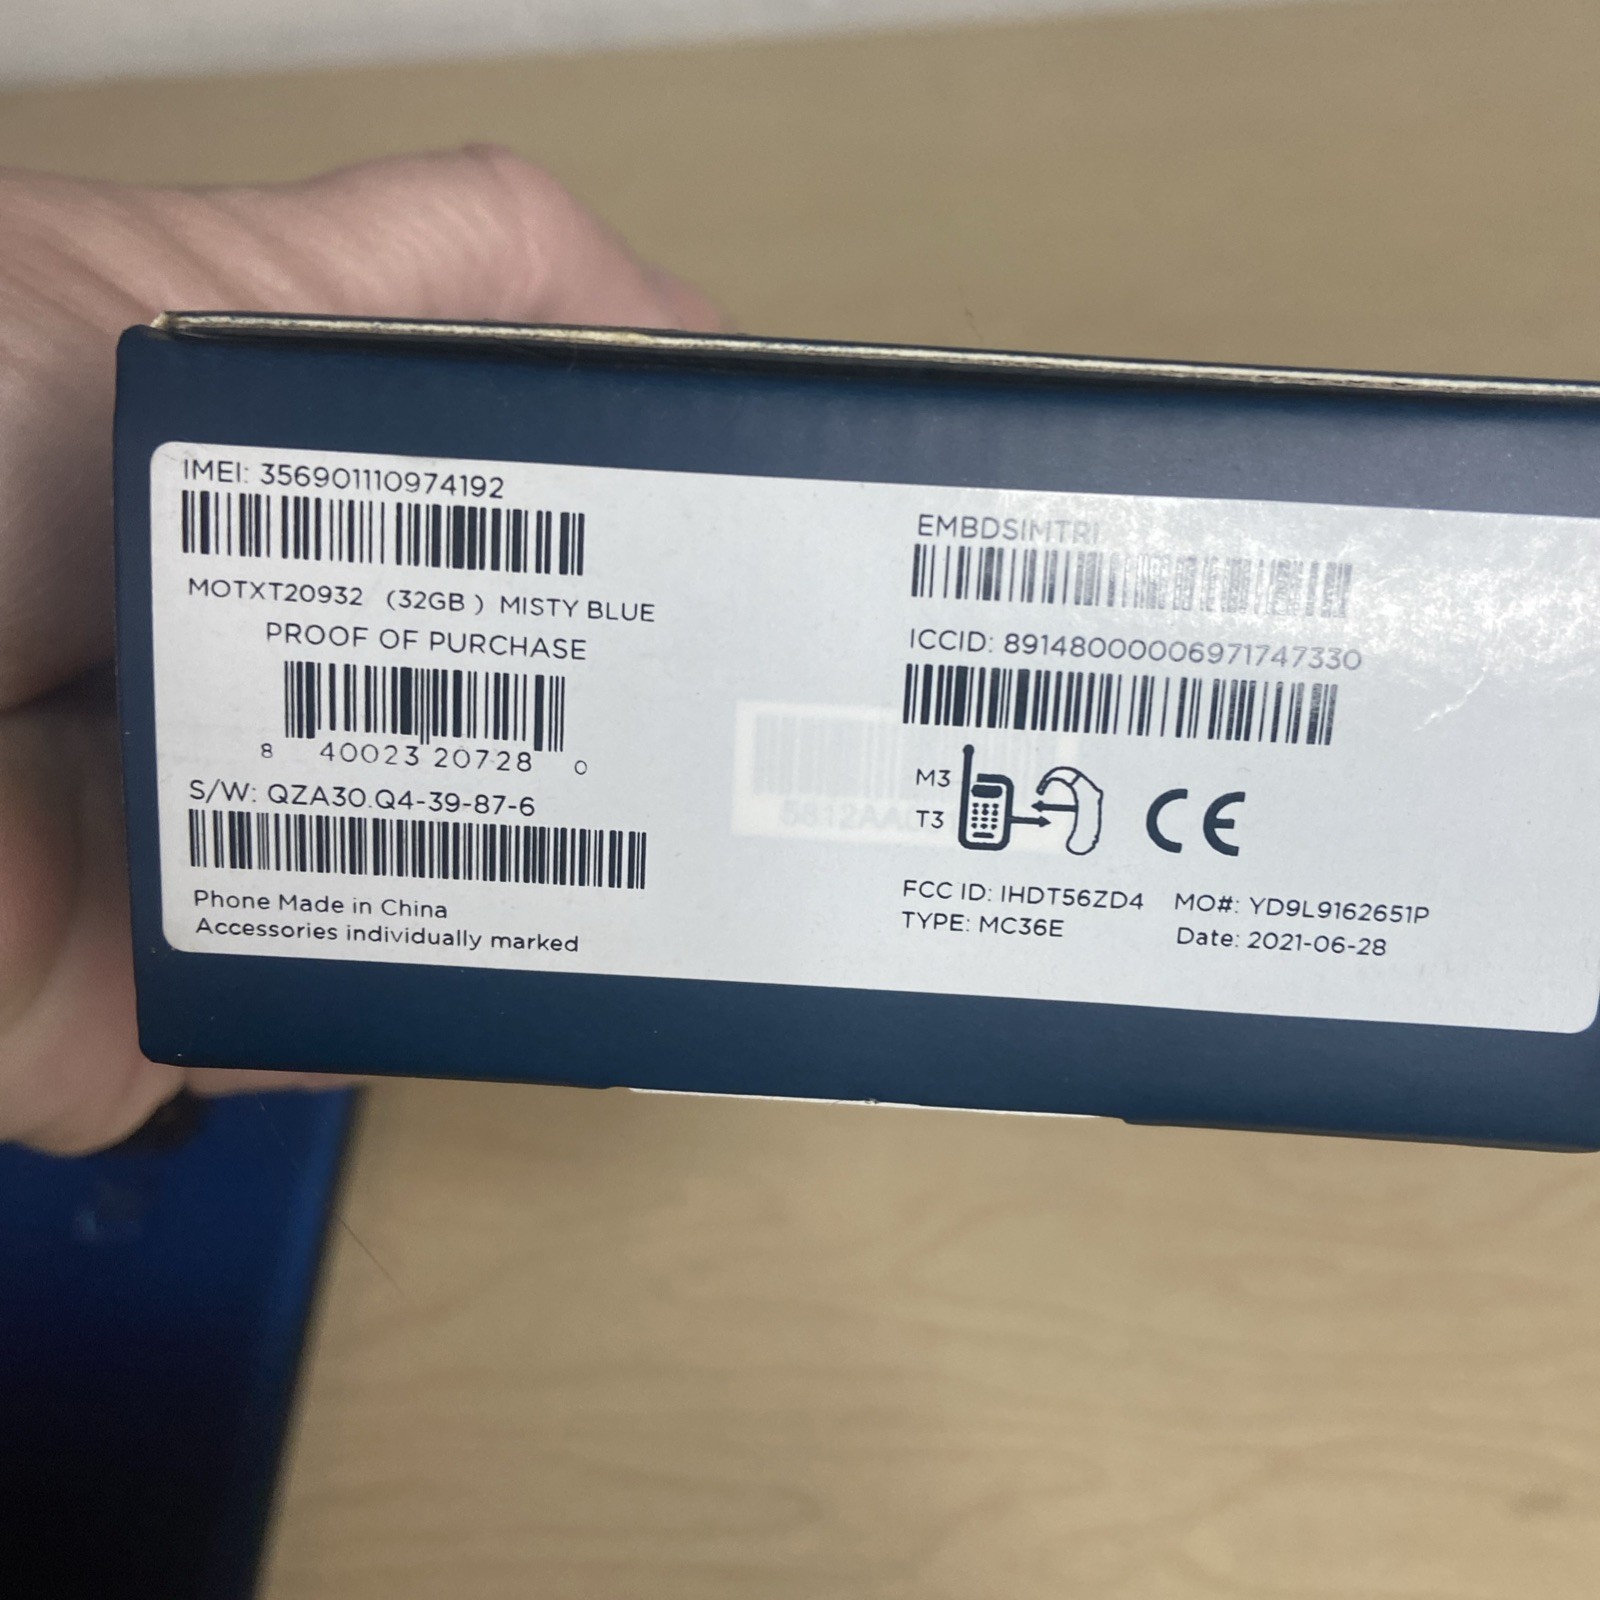 IMEI: 356901110974192
MOTXT20932 (32GB ) MISTY BLUE
PROOF OF PURCHASE
8 40023 20728 0
S/W: QZA30.Q4-39-87-6
Phone Made in China
Accessories individually marked
EMBDSIMTRI
ICCID: 89148000006971747330
M3
T3
CE
FCC ID: IHDT56ZD4 MO#: YD9L9162651P
TYPE: MC36E Date: 2021-06-28